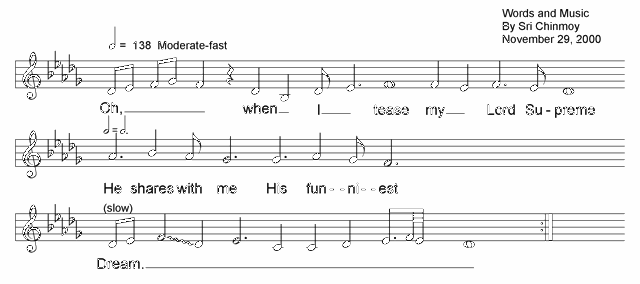 Words and Music
By Sri Chinmoy
November 29, 2000
= 138 Moderate-fast
Oh, when I tease my Lord Su-preme
He shares with me His fun--ni--est
(slow)
Dream.